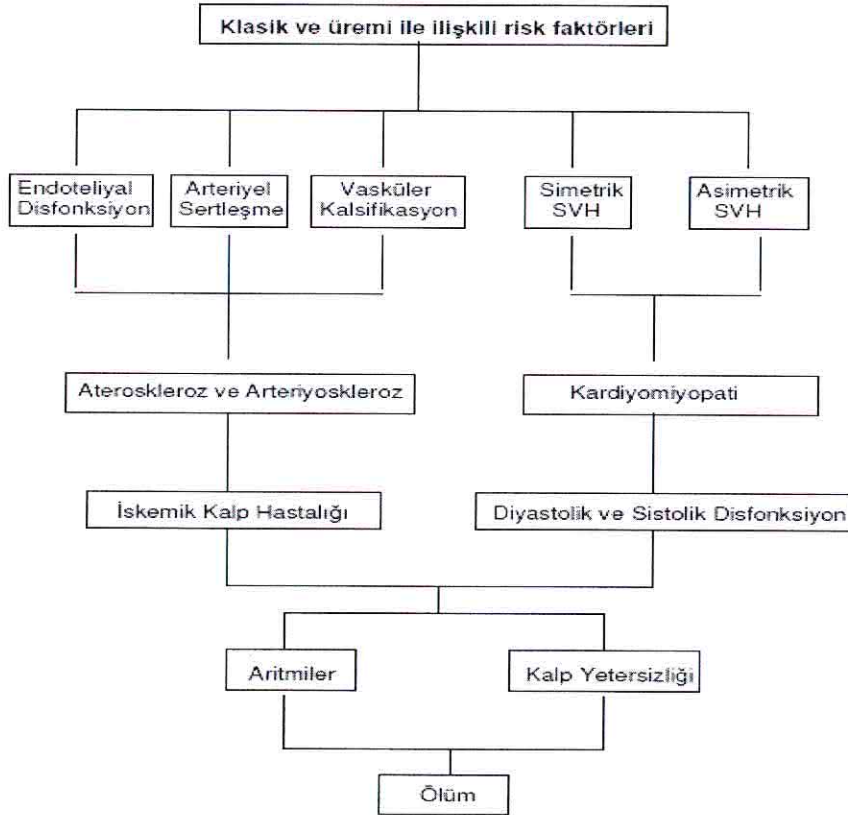 Klasik ve üremi ile ilişkili risk faktörleri
Endoteliyal
Disfonksiyon
Arteriyel
Sertleşme
Vasküler
Kalsifikasyon
Simetrik
SVH
Asimetrik
SVH
Ateroskleroz ve Arteriyoskleroz
Kardiyomiyopati
İskemik Kalp Hastalığı
Diyastolik ve Sistolik Disfonksiyon
Aritmiler
Kalp Yetersizliği
Ölüm